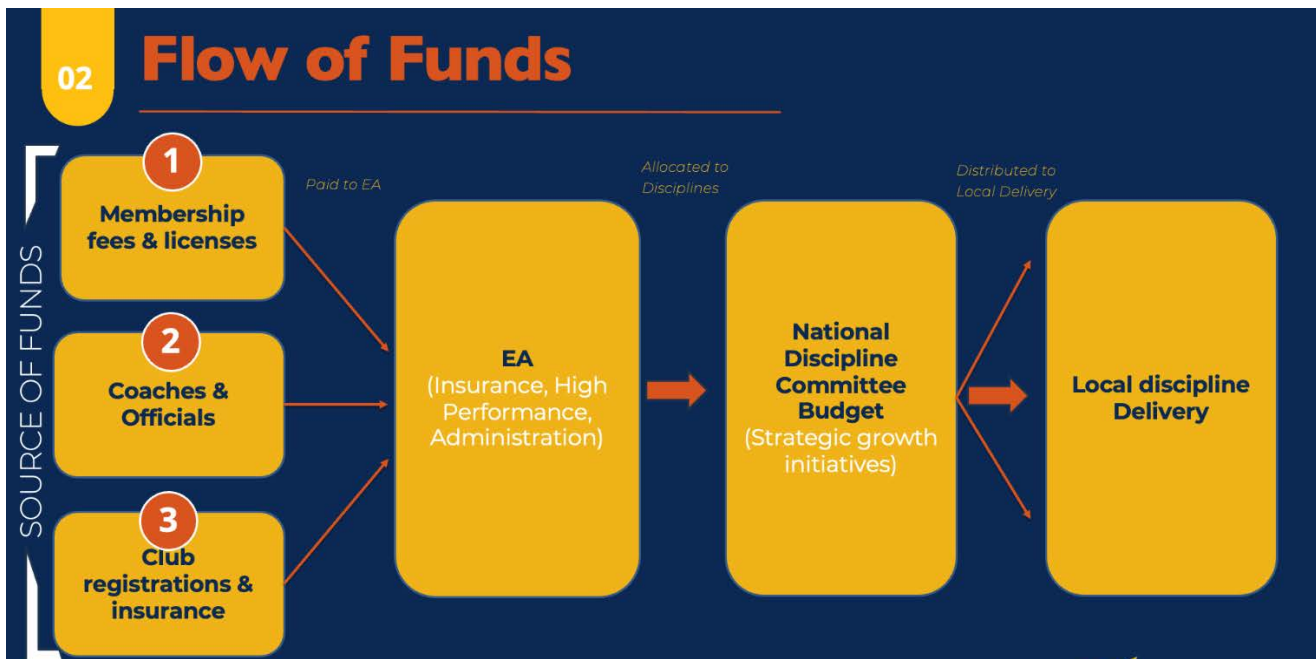 02
Flow of Funds
SOURCE OF FUNDS
1
Membership
fees & licenses
2
Coaches &
Officials
3
Club
registrations &
insurance
Paid to EA
EA
(Insurance, High
Performance,
Administration)
Allocated to
Disciplines
National
Discipline
Committee
Budget
(Strategic growth
initiatives)
Distributed to
Local Delivery
Local discipline
Delivery